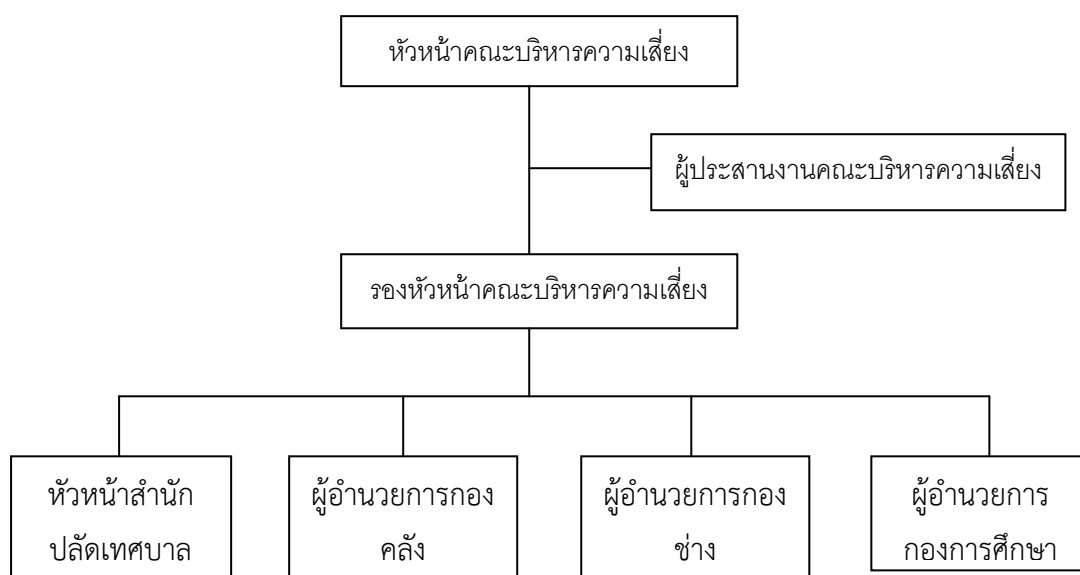 หัวหน้าคณะบริหารความเสี่ยง
ผู้ประสานงานคณะบริหารความเสี่ยง
รองหัวหน้าคณะบริหารความเสี่ยง
หัวหน้าสำนัก
ปลัดเทศบาล
ผู้อำนวยการกอง
คลัง
ผู้อำนวยการกอง
ช่าง
ผู้อำนวยการ
กองการศึกษา